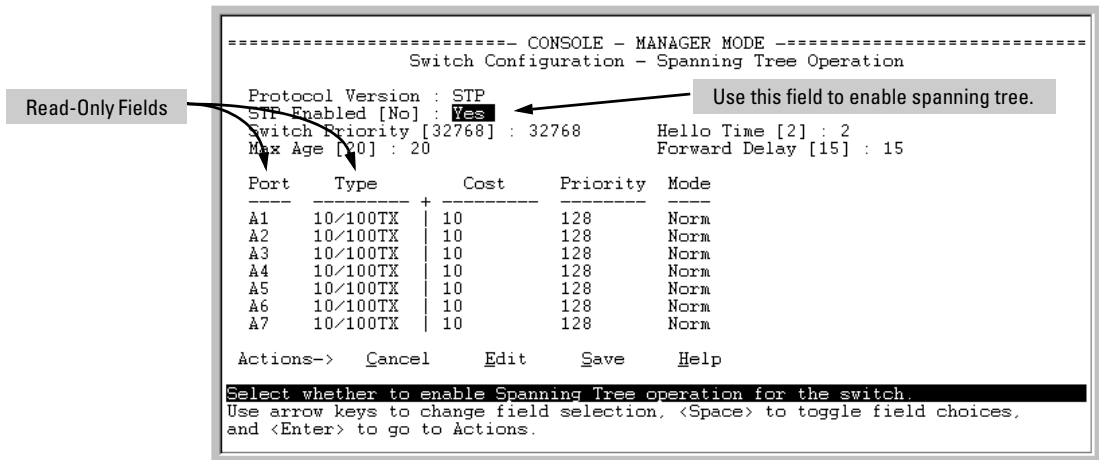 ===========================- CONSOLE - MANAGER MODE -============================
Switch Configuration - Spanning Tree Operation
Protocol Version : STP
STP Enabled [No] : Yes
Switch Priority [32768] : 32768 Hello Time [2] : 2
Max Age [20] : 20 Forward Delay [15] : 15
Read-Only Fields
Use this field to enable spanning tree.
Port Type Cost Priority Mode
---- --------- + --------- -------- ----
A1 10/100TX | 10 128 Norm
A2 10/100TX | 10 128 Norm
A3 10/100TX | 10 128 Norm
A4 10/100TX | 10 128 Norm
A5 10/100TX | 10 128 Norm
A6 10/100TX | 10 128 Norm
A7 10/100TX | 10 128 Norm
Actions-> Cancel Edit Save Help
Select whether to enable Spanning Tree operation for the switch.
Use arrow keys to change field selection, <Space> to toggle field choices,
and <Enter> to go to Actions.